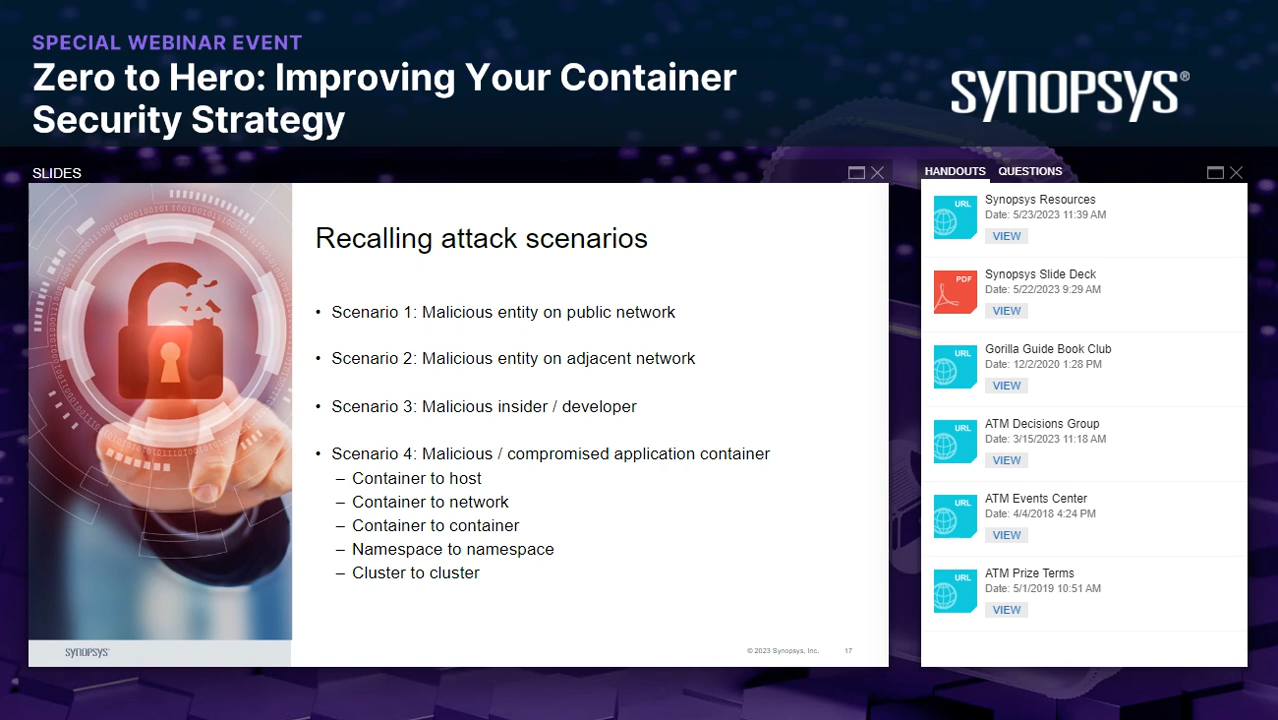 SPECIAL WEBINAR EVENT
Zero to Hero: Improving Your Container
Security Strategy
SYNOPSYS®
SLIDES
Recalling attack scenarios
• Scenario 1: Malicious entity on public network
• Scenario 2: Malicious entity on adjacent network
• Scenario 3: Malicious insider / developer
• Scenario 4: Malicious / compromised application container
– Container to host
– Container to network
– Container to container
– Namespace to namespace
– Cluster to cluster
SYNOPSYS®
© 2023 Synopsys, Inc.
17
HANDOUTS QUESTIONS
URL
Synopsys Resources
Date: 5/23/2023 11:39 AM
VIEW
PDF
Synopsys Slide Deck
Date: 5/22/2023 9:29 AM
VIEW
URL
Gorilla Guide Book Club
Date: 12/2/2020 1:28 PM
VIEW
URL
ATM Decisions Group
Date: 3/15/2023 11:18 AM
VIEW
URL
ATM Events Center
Date: 4/4/2018 4:24 PM
VIEW
URL
ATM Prize Terms
Date: 5/1/2019 10:51 AM
VIEW